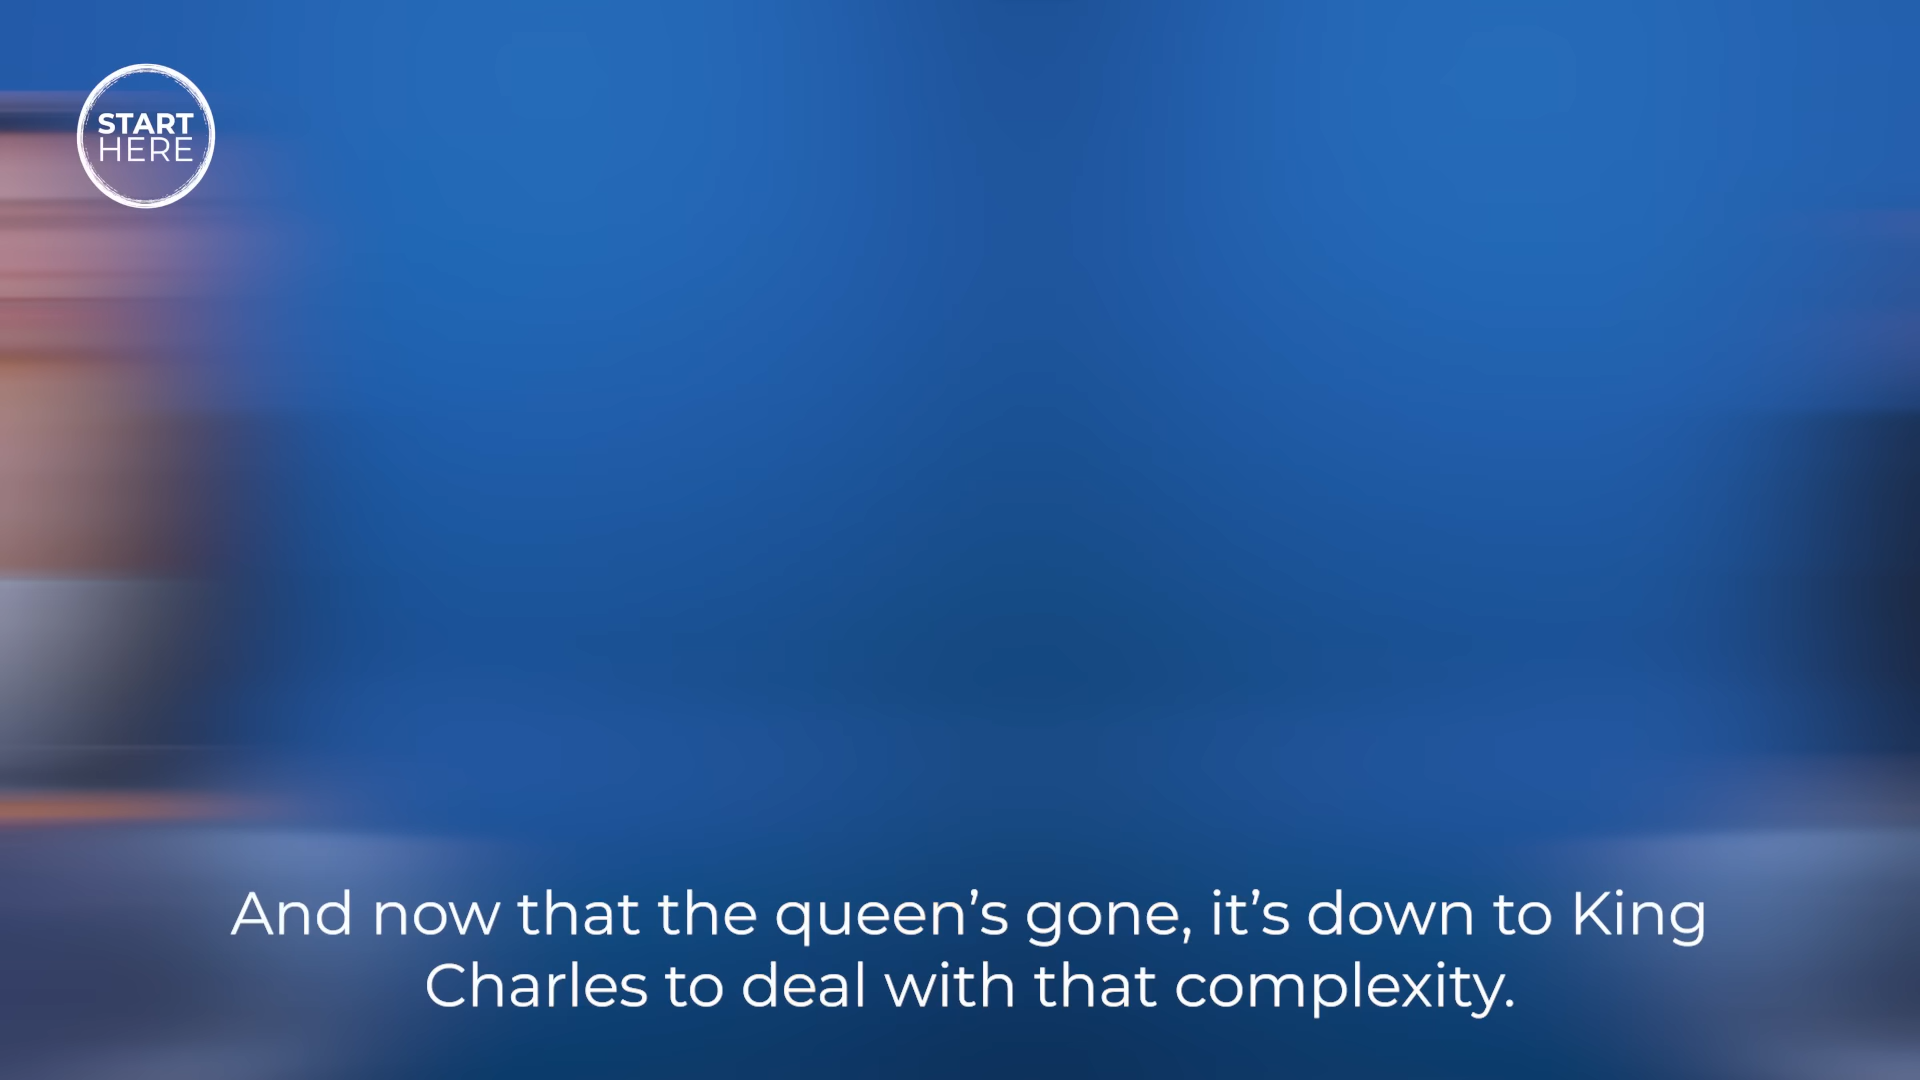 START
HERE
And now that the queen’s gone, it’s down to King
Charles to deal with that complexity.